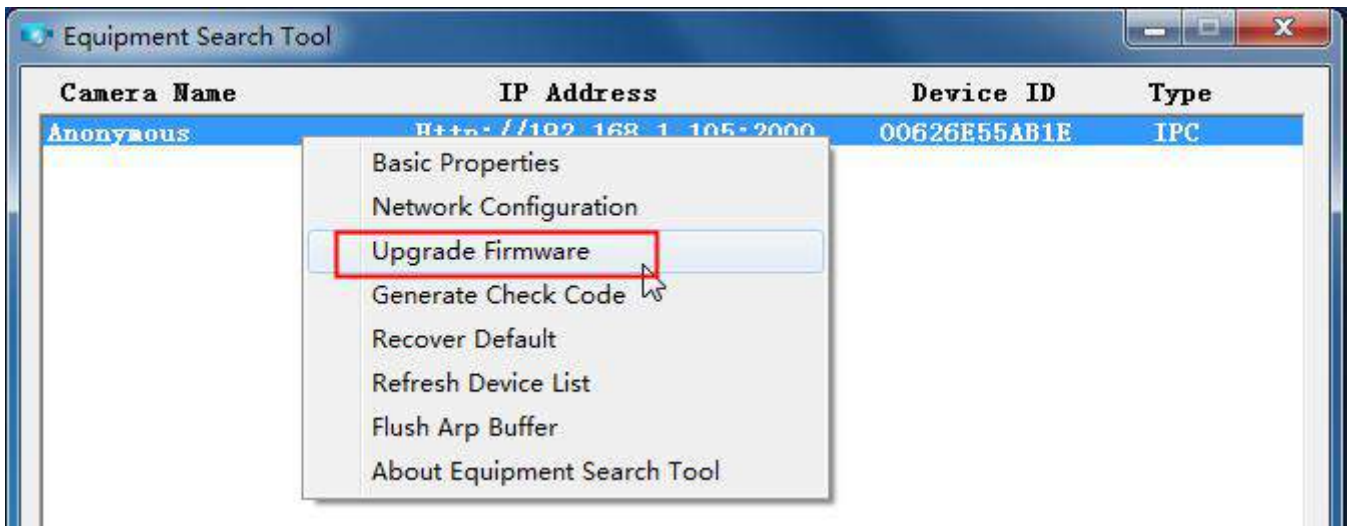 Equipment Search Tool
Camera Name IP Address Device ID Type
Anonymous Http://192.168.1.105:2000 00626E55AB1E IPC
Basic Properties
Network Configuration
Upgrade Firmware
Generate Check Code
Recover Default
Refresh Device List
Flush Arp Buffer
About Equipment Search Tool